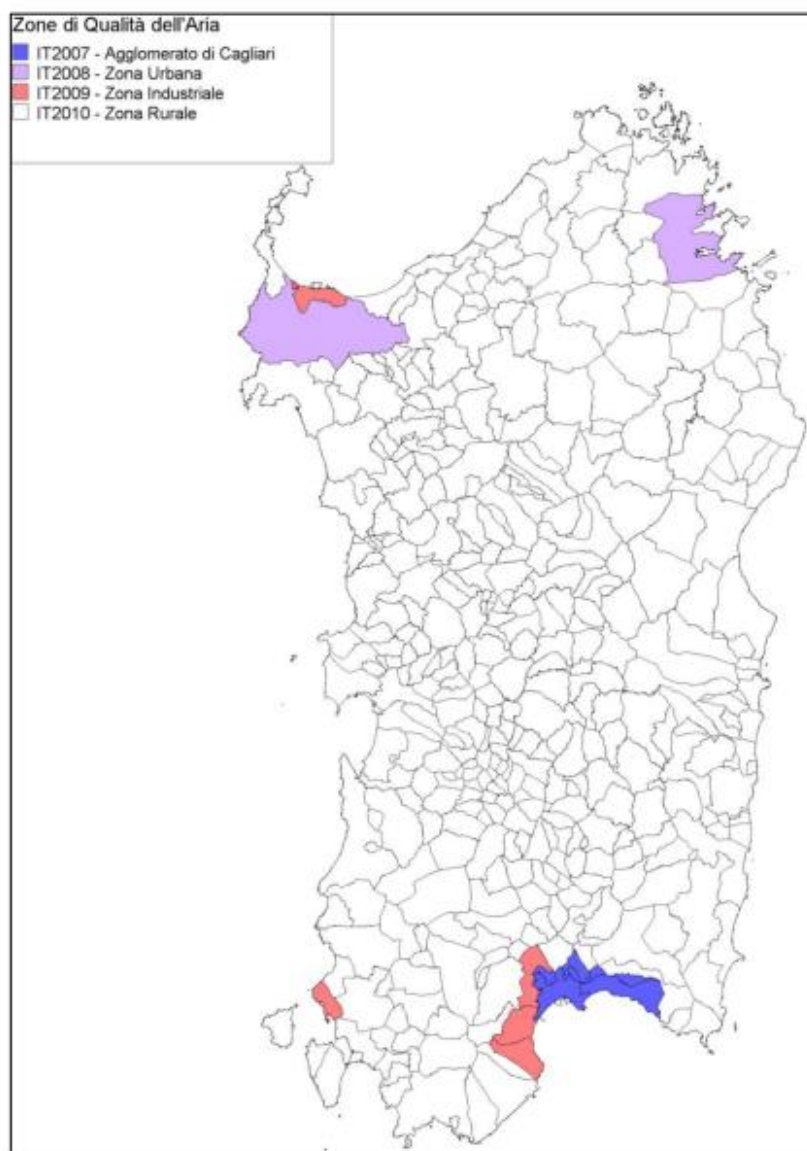 Zone di Qualità dell'Aria
IT2007 - Agglomerato di Cagliari
IT2008 - Zona Urbana
IT2009 - Zona Industriale
IT2010 - Zona Rurale